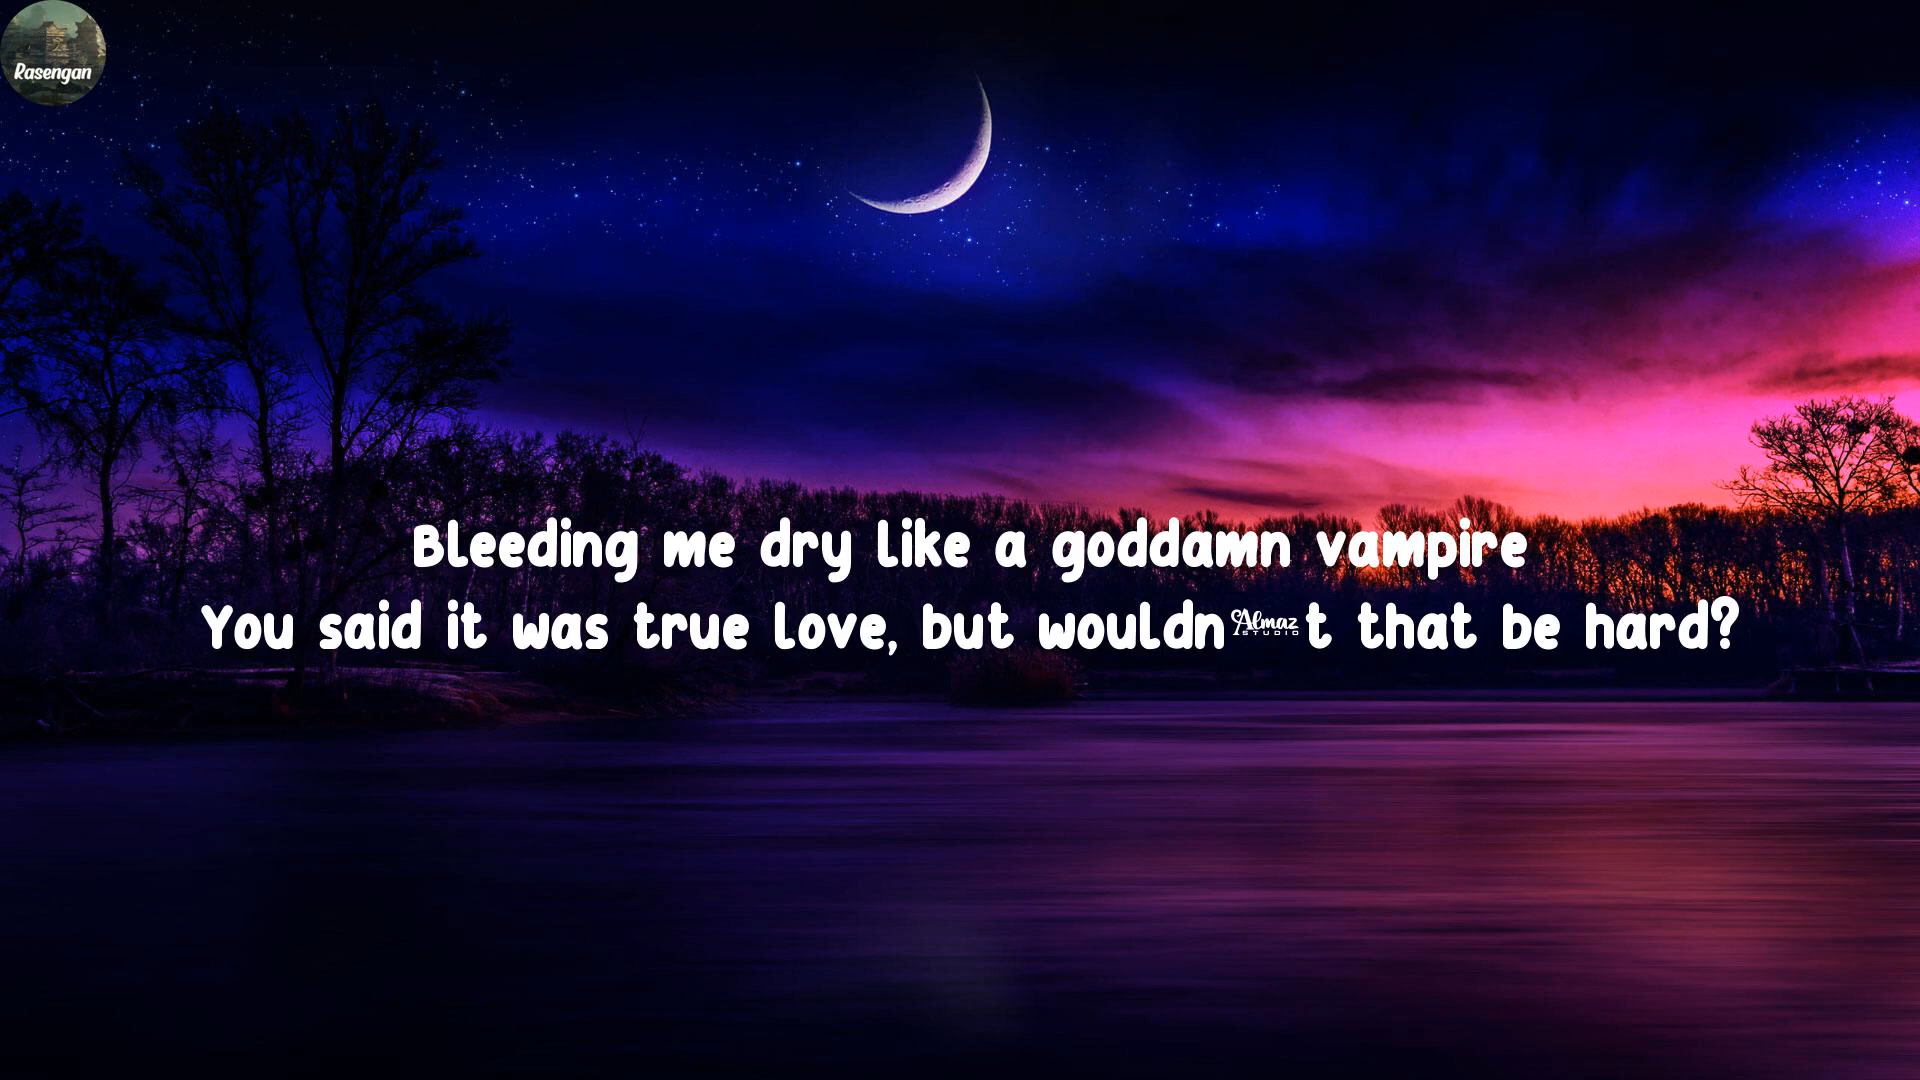 Rasengan
Bleeding me dry like a goddamn vampire
You said it was true love, but wouldn Almaz STUDIO t that be hard?